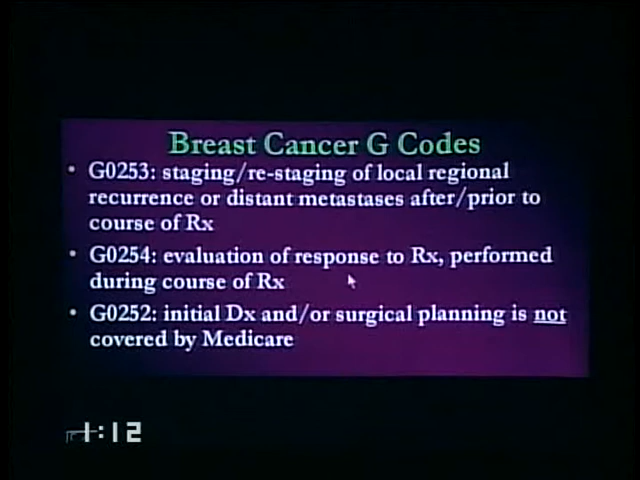 Breast Cancer G Codes
• G0253: staging/re-staging of local regional
recurrence or distant metastases after/prior to
course of Rx
• G0254: evaluation of response to Rx, performed
during course of Rx
• G0252: initial Dx and/or surgical planning is not
covered by Medicare
1:12